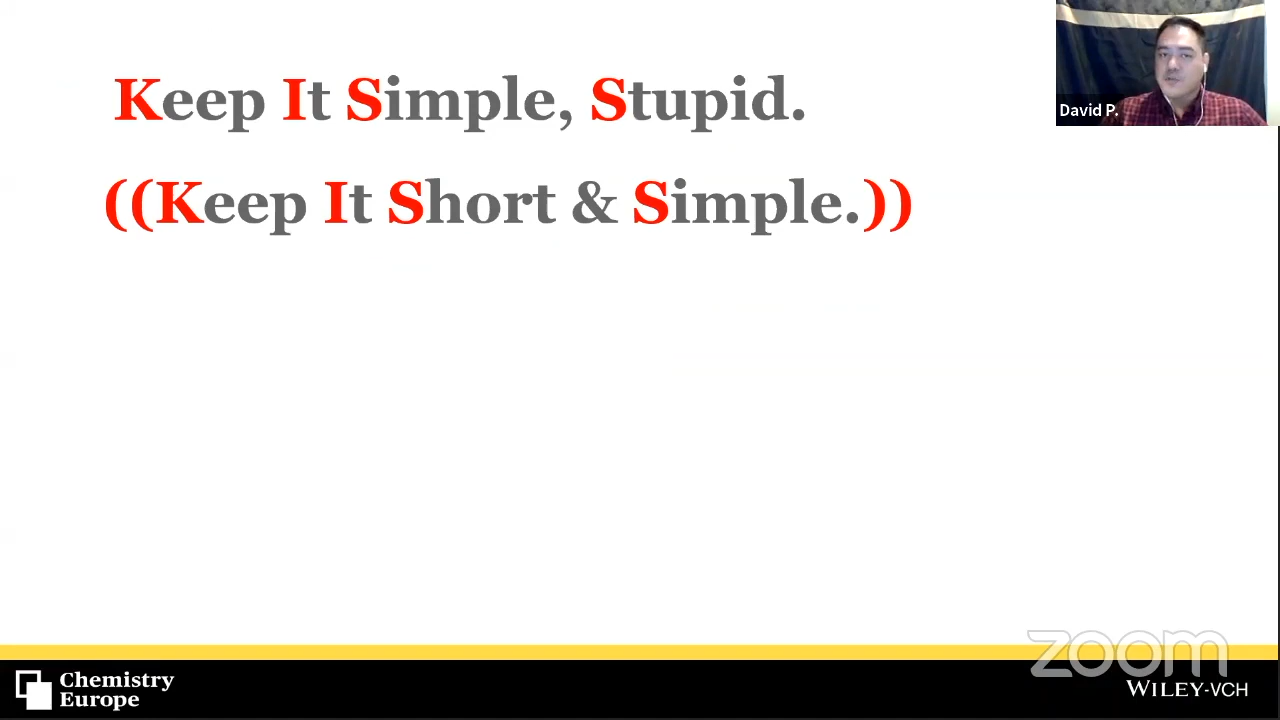 Keep It Simple, Stupid.
((Keep It Short & Simple.))
David P.
zoom
Chemistry
Europe
WILEY-VCH